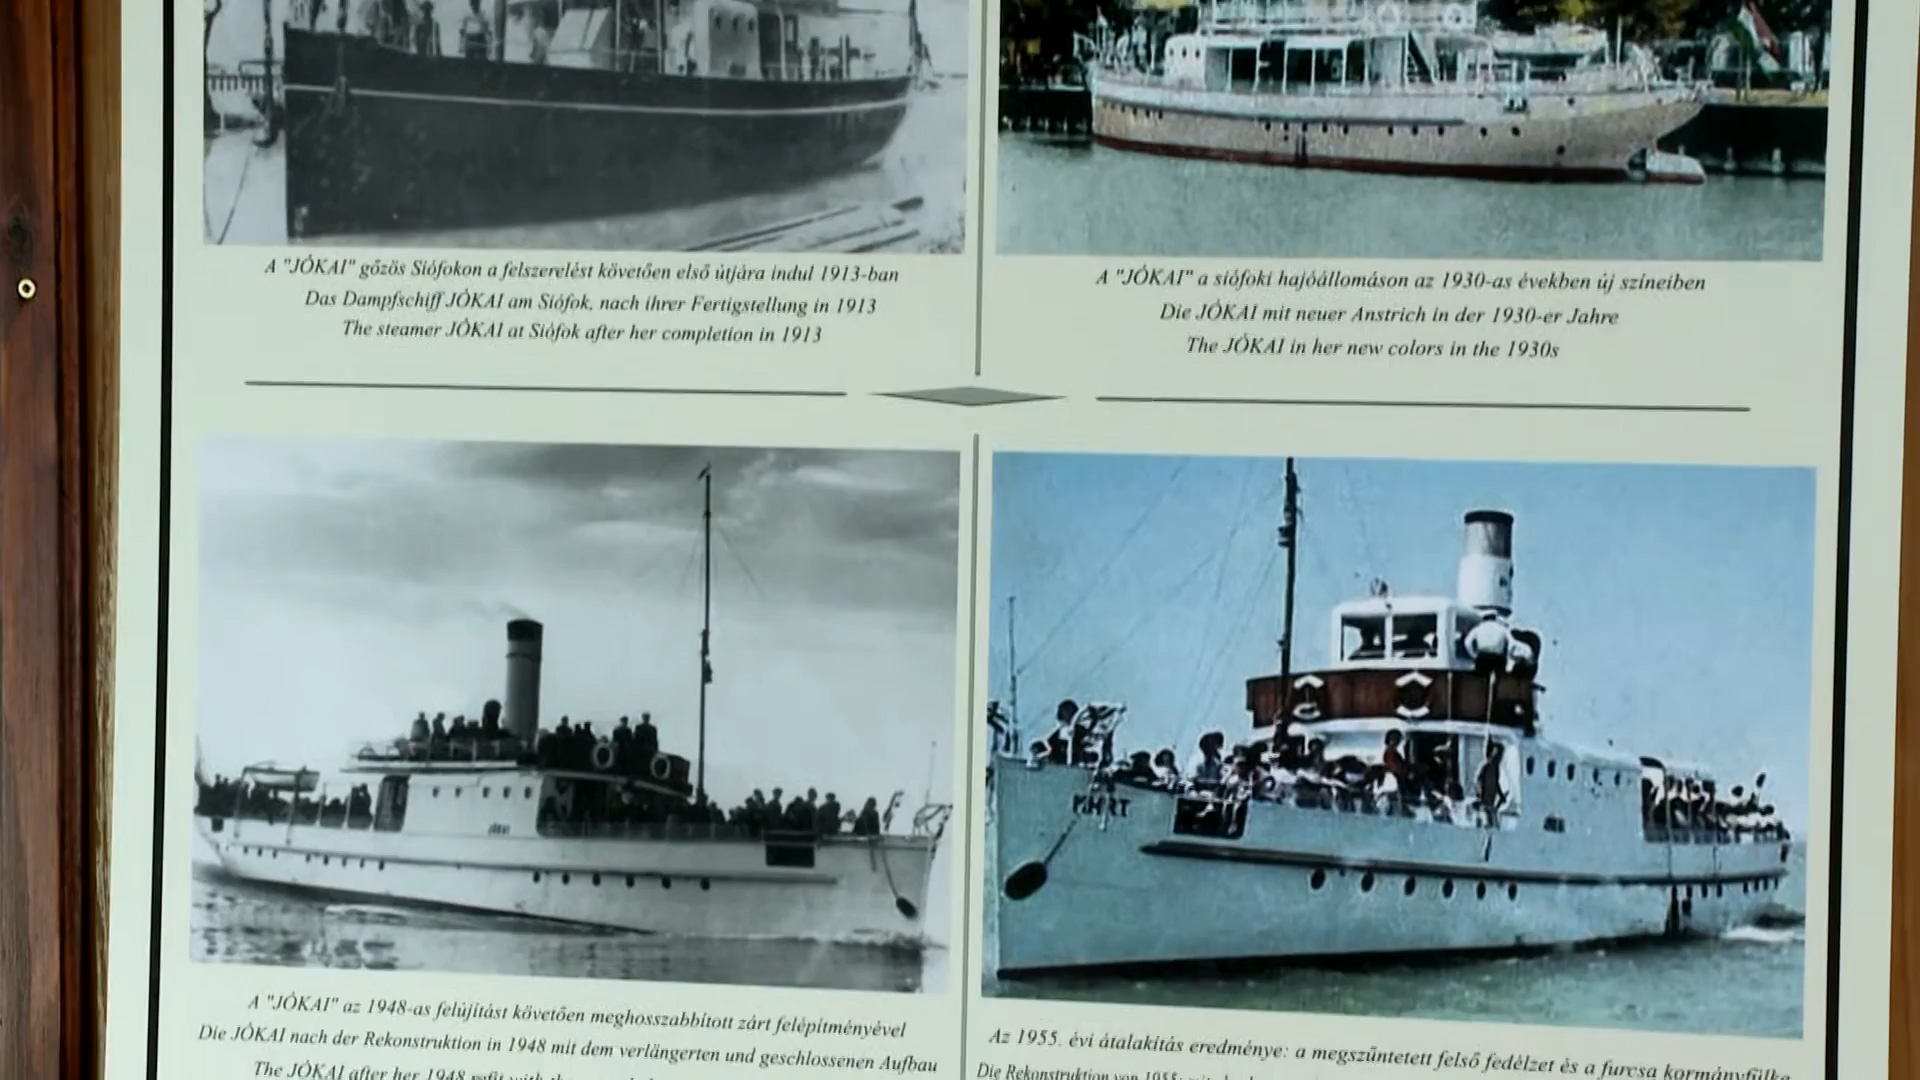 A "JÓKAI" gőzös Siófokon a felszerelést követően első útjára indul 1913-ban
Das Dampfschiff JÓKAI am Siófok, nach ihrer Fertigstellung in 1913
The steamer JÓKAI at Siófok after her completion in 1913
A "JÓKAI" a siófoki hajóállomáson az 1930-as években új színeiben
Die JÓKAI mit neuer Anstrich in der 1930-er Jahre
The JÓKAI in her new colors in the 1930s
JÓKAI
MHRT
A "JÓKAI" az 1948-as felújítást követően meghosszabbított zárt felépítményével
Die JÓKAI nach der Rekonstruktion in 1948 mit dem verlängerten und geschlossenen Aufbau
The JÓKAI after her 1948 refit with
Az 1955. évi átalakítás eredménye: a megszűntetett felső fedélzet és a furcsa kormányfülke
Die Rekonstruktion von 1955: